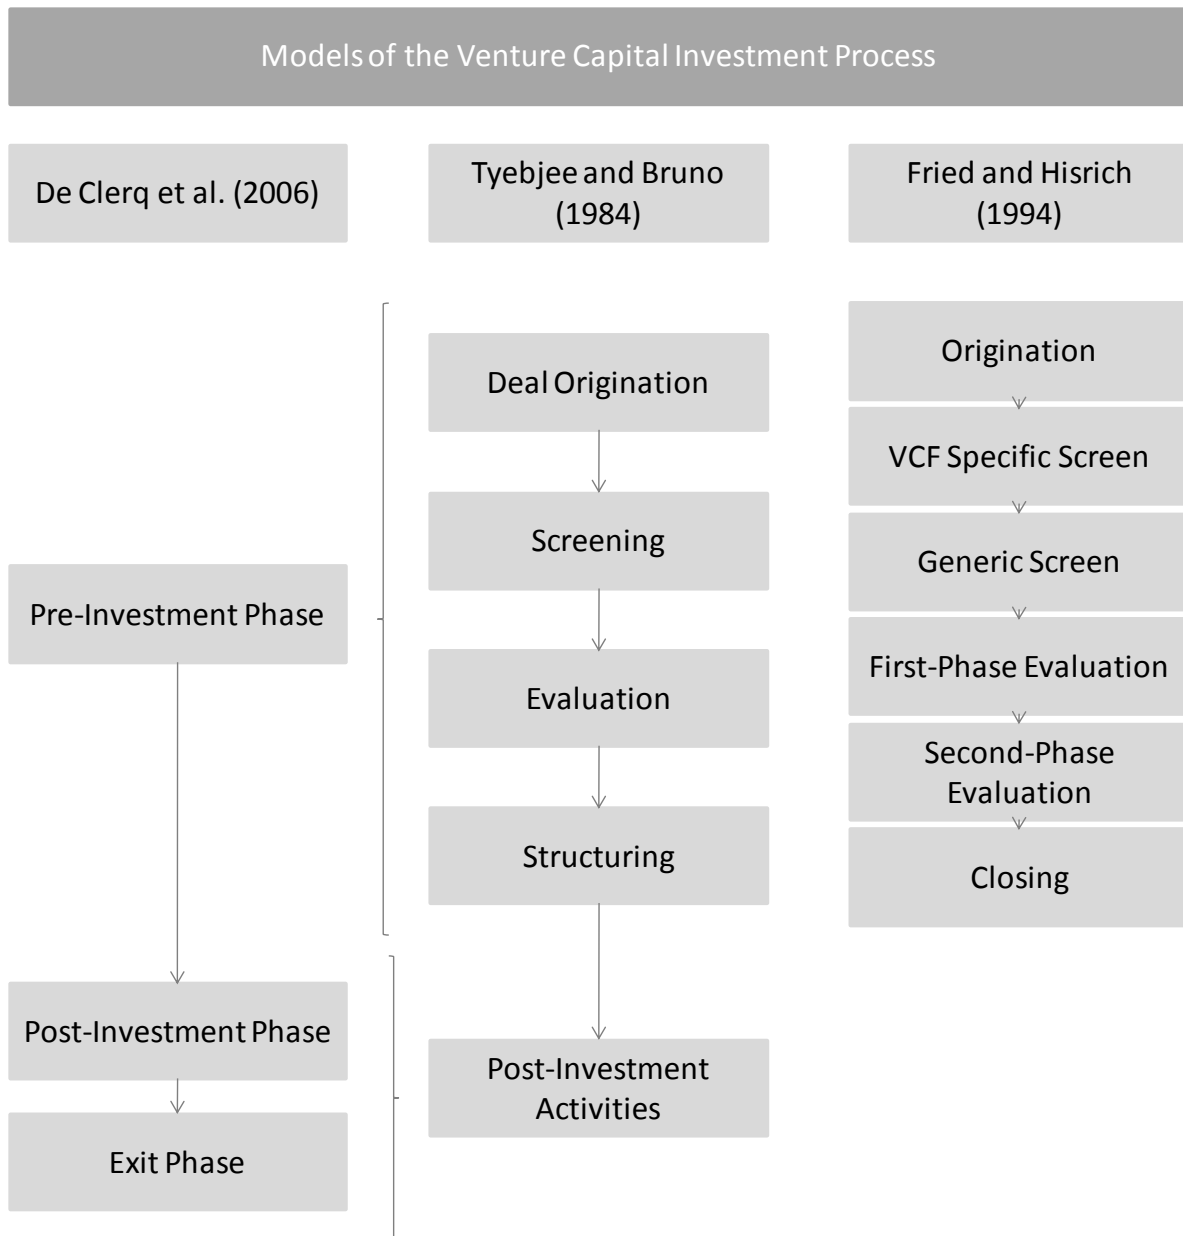 Models of the Venture Capital Investment Process
De Clerq et al. (2006)
Tyebjee and Bruno
(1984)
Fried and Hisrich
(1994)
Pre-Investment Phase
Post-Investment Phase
Exit Phase
Deal Origination
Screening
Evaluation
Structuring
Post-Investment
Activities
Origination
VCF Specific Screen
Generic Screen
First-Phase Evaluation
Second-Phase
Evaluation
Closing